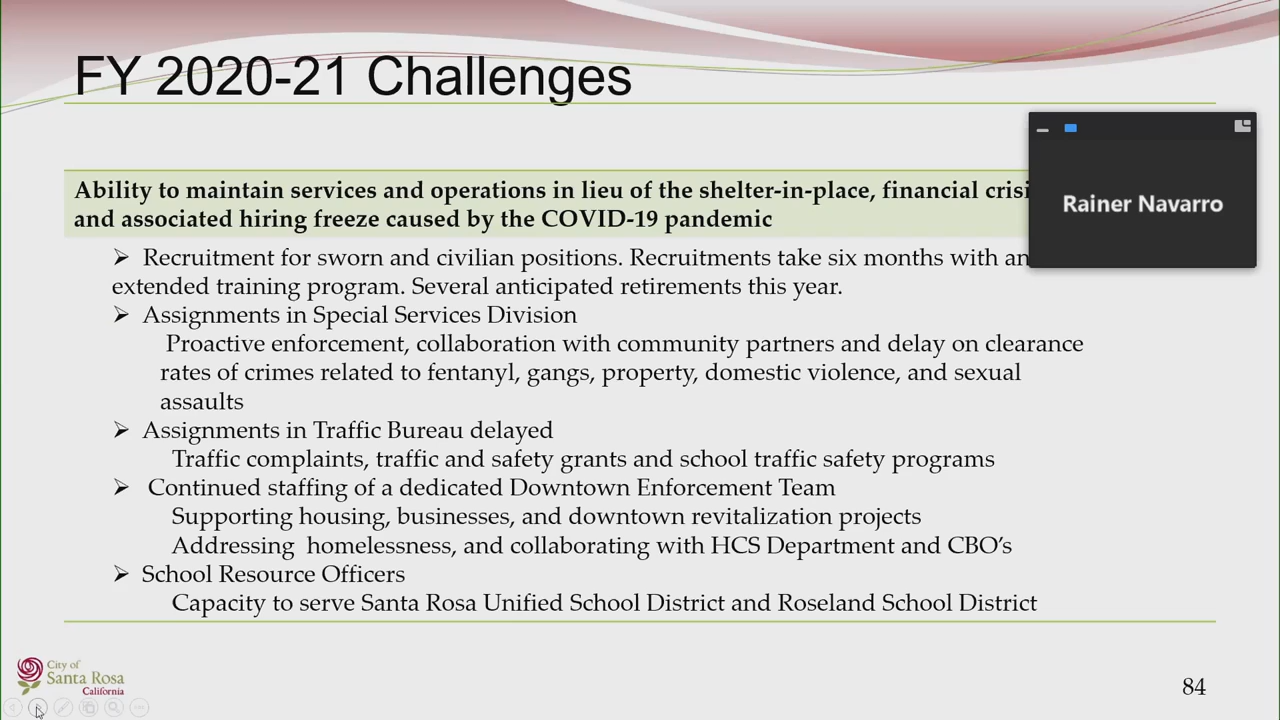 FY 2020-21 Challenges
Ability to maintain services and operations in lieu of the shelter-in-place, financial
and associated hiring freeze caused by the COVID-19 pandemic
Rainer Navarro
➢ Recruitment for sworn and civilian positions. Recruitments take six months with an
extended training program. Several anticipated retirements this year.
➢ Assignments in Special Services Division
Proactive enforcement, collaboration with community partners and delay on clearance
rates of crimes related to fentanyl, gangs, property, domestic violence, and sexual
assaults
➢ Assignments in Traffic Bureau delayed
Traffic complaints, traffic and safety grants and school traffic safety programs
➢ Continued staffing of a dedicated Downtown Enforcement Team
Supporting housing, businesses, and downtown revitalization projects
Addressing homelessness, and collaborating with HCS Department and CBO's
➢ School Resource Officers
Capacity to serve Santa Rosa Unified School District and Roseland School District
City of
Santa Rosa
California
84